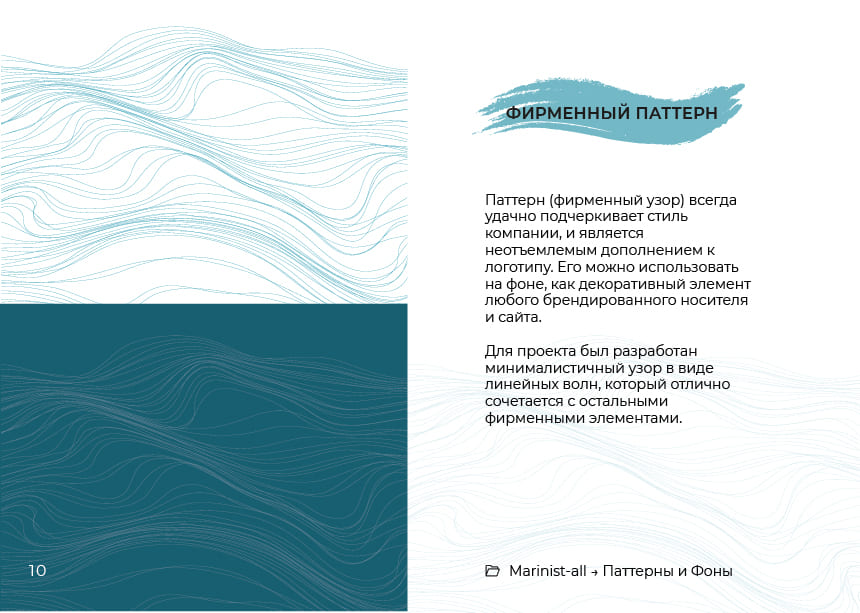 ФИРМЕННЫЙ ПАТТЕРН
Паттерн (фирменный узор) всегда
удачно подчеркивает стиль
компании, и является
неотъемлемым дополнением к
логотипу. Его можно использовать
на фоне, как декоративный элемент
любого брендированного носителя
и сайта.
Для проекта был разработан
минималистичный узор в виде
линейных волн, который отлично
сочетается с остальными
фирменными элементами.
10
Marinist-all → Паттерны и Фоны